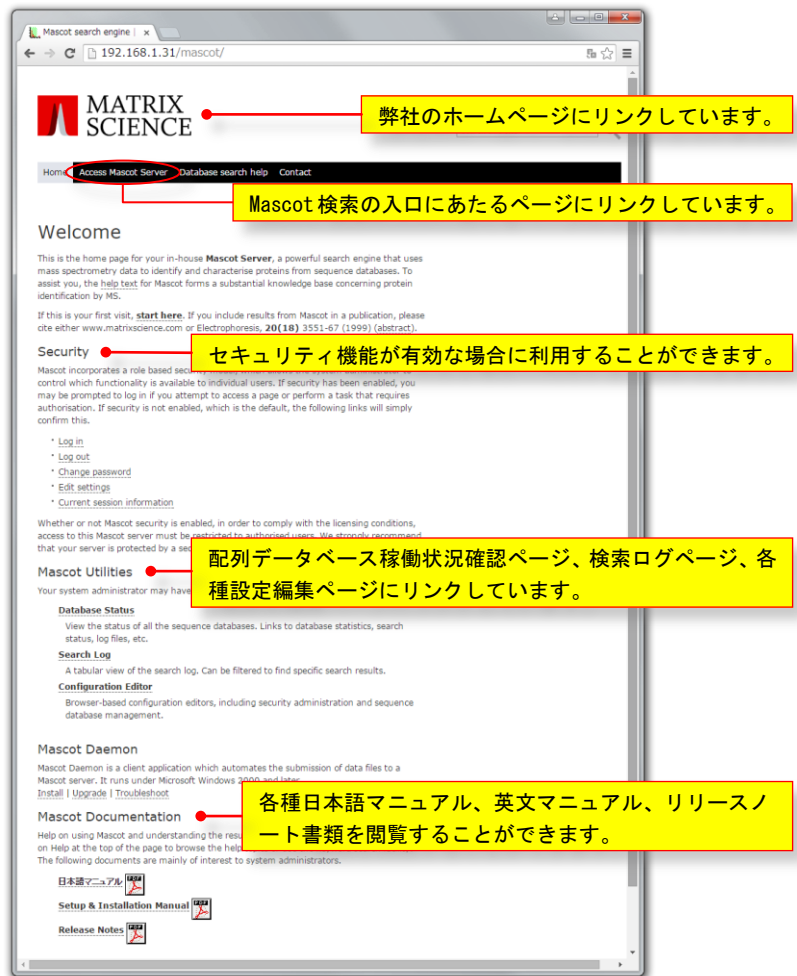 Mascot search engine |
192.168.1.31/mascot/
MATRIX
SCIENCE
弊社のホームページにリンクしています。
Home Access Mascot Server Database search help Contact
Mascot 検索の入口にあたるページにリンクしています。
Welcome
This is the home page for your in-house Mascot Server, a powerful search engine that uses
mass spectrometry data to identify and characterise proteins from sequence databases. To
assist you, the help text for Mascot forms a substantial knowledge base concerning protein
identification by MS.
If this is your first visit, start here. If you include results from Mascot in a publication, please
cite either www.matrixscience.com or Electrophoresis, 20(18) 3551-67 (1999) (abstract).
Security
セキュリティ機能が有効な場合に利用することができます。
Mascot incorporates a role based
control which functionality is available to individual users. If security has been enabled, you
may be prompted to log in if you attempt to access a page or perform a task that requires
authorisation. If security is not enabled, which is the default, the following links will simply
confirm this.
Log in
Log out
Change password
Edit settings
Current session information
Whether or not Mascot security is enabled, in order to comply with the licensing conditions,
access to this Mascot server must be restricted to authorised users. We strongly recommend
that your server is protected by a
配列データベース稼働状況確認ページ、検索ログページ、各
種設定編集ページにリンクしています。
Mascot Utilities
Your system administrator may have
Database Status
View the status of all the sequence databases. Links to database statistics, search
status, log files, etc.
Search Log
A tabular view of the search log. Can be filtered to find specific search results.
Configuration Editor
Browser-based configuration editors, including security administration and sequence
database management.
Mascot Daemon
Mascot Daemon is a client application which automates the submission of data files to a
Mascot server. It runs under Microsoft Windows 2000 and later.
Install | Upgrade | Troubleshoot
各種日本語マニュアル、英文マニュアル、リリースノ
ート書類を閲覧することができます。
Mascot Documentation
Help on using Mascot and understanding the
on Help at the top of the page to browse the help
The following documents are mainly of interest to system administrators.
日本語マニュアル
Setup & Installation Manual
Release Notes